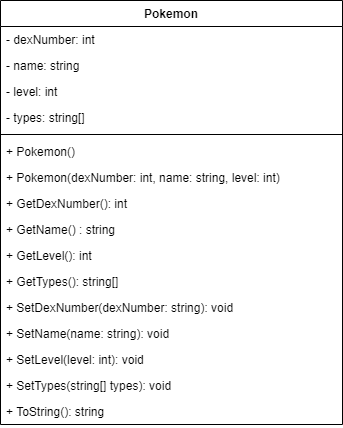 Pokemon
- dexNumber: int
- name: string
- level: int
- types: string[]
+ Pokemon()
+ Pokemon(dexNumber: int, name: string, level: int)
+ GetDexNumber(): int
+ GetName() : string
+ GetLevel(): int
+ GetTypes(): string[]
+ SetDexNumber(dexNumber: string): void
+ SetName(name: string): void
+ SetLevel(level: int): void
+ SetTypes(string[] types): void
+ ToString(): string